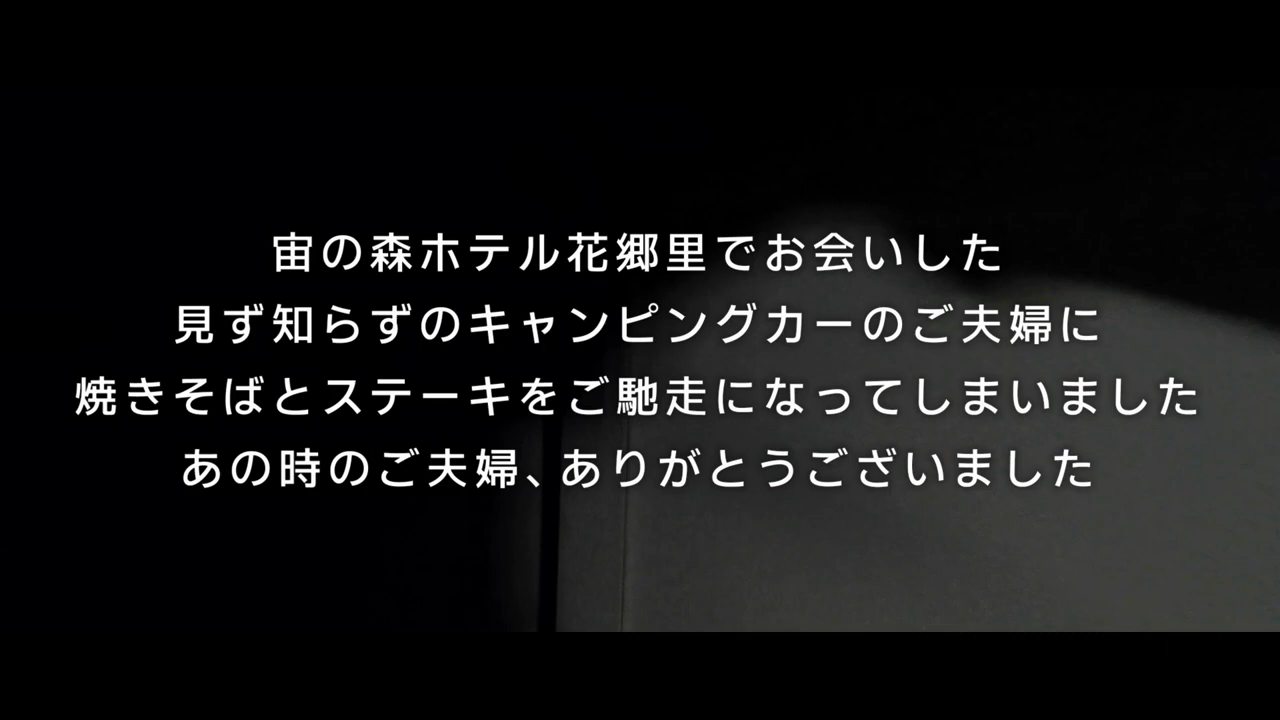 宙の森ホテル花郷里でお会いした
見ず知らずのキャンピングカーのご夫婦に
焼きそばとステーキをご馳走になってしまいました
あの時のご夫婦、ありがとうございました